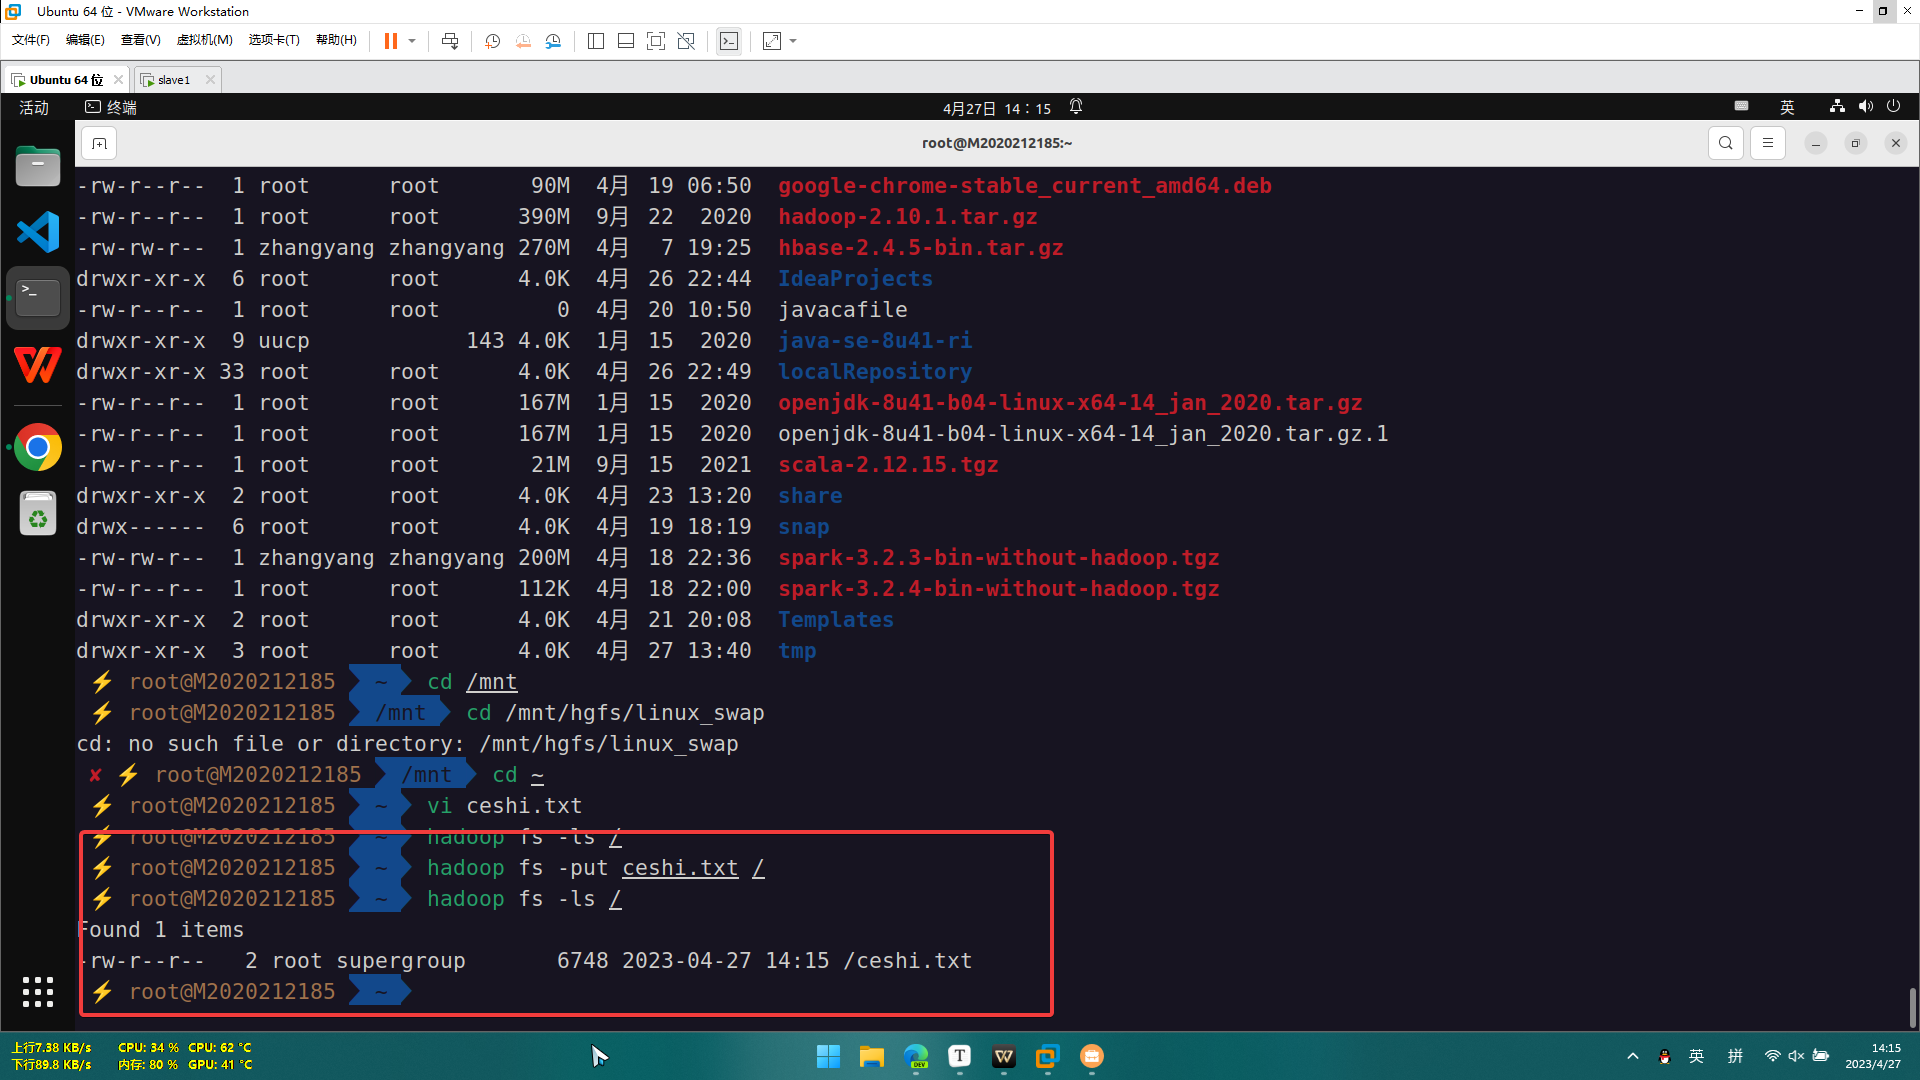 Ubuntu 64 位 - VMware Workstation
文件(F) 编辑(E) 查看(V) 虚拟机(M) 选项卡(T) 帮助(H)
Ubuntu 64 位 slave1
活动 终端 4月27日 14：15 英
root@M2020212185:~
-rw-r--r--  1 root      root       90M  4月  19 06:50  google-chrome-stable_current_amd64.deb
-rw-r--r--  1 root      root      390M  9月  22  2020  hadoop-2.10.1.tar.gz
-rw-rw-r--  1 zhangyang zhangyang 270M  4月   7 19:25  hbase-2.4.5-bin.tar.gz
drwxr-xr-x  6 root      root      4.0K  4月  26 22:44  IdeaProjects
-rw-r--r--  1 root      root         0  4月  20 10:50  javacafile
drwxr-xr-x  9 uucp            143 4.0K  1月  15  2020  java-se-8u41-ri
drwxr-xr-x 33 root      root      4.0K  4月  26 22:49  localRepository
-rw-r--r--  1 root      root      167M  1月  15  2020  openjdk-8u41-b04-linux-x64-14_jan_2020.tar.gz
-rw-r--r--  1 root      root      167M  1月  15  2020  openjdk-8u41-b04-linux-x64-14_jan_2020.tar.gz.1
-rw-r--r--  1 root      root       21M  9月  15  2021  scala-2.12.15.tgz
drwxr-xr-x  2 root      root      4.0K  4月  23 13:20  share
drwx------  6 root      root      4.0K  4月  19 18:19  snap
-rw-rw-r--  1 zhangyang zhangyang 200M  4月  18 22:36  spark-3.2.3-bin-without-hadoop.tgz
-rw-r--r--  1 root      root      112K  4月  18 22:00  spark-3.2.4-bin-without-hadoop.tgz
drwxr-xr-x  2 root      root      4.0K  4月  21 20:08  Templates
drwxr-xr-x  3 root      root      4.0K  4月  27 13:40  tmp
⚡ root@M2020212185 ~ cd /mnt
⚡ root@M2020212185 /mnt cd /mnt/hgfs/linux_swap
cd: no such file or directory: /mnt/hgfs/linux_swap
✘ ⚡ root@M2020212185 /mnt cd ~
⚡ root@M2020212185 ~ vi ceshi.txt
⚡ root@M2020212185 ~ hadoop fs -ls /
⚡ root@M2020212185 ~ hadoop fs -put ceshi.txt /
⚡ root@M2020212185 ~ hadoop fs -ls /
Found 1 items
-rw-r--r--   2 root supergroup       6748 2023-04-27 14:15 /ceshi.txt
⚡ root@M2020212185 ~
上行7.38 KB/s CPU: 34 % CPU: 62 °C
下行89.8 KB/s 内存: 80 % GPU: 41 °C
英 拼 14:15
2023/4/27